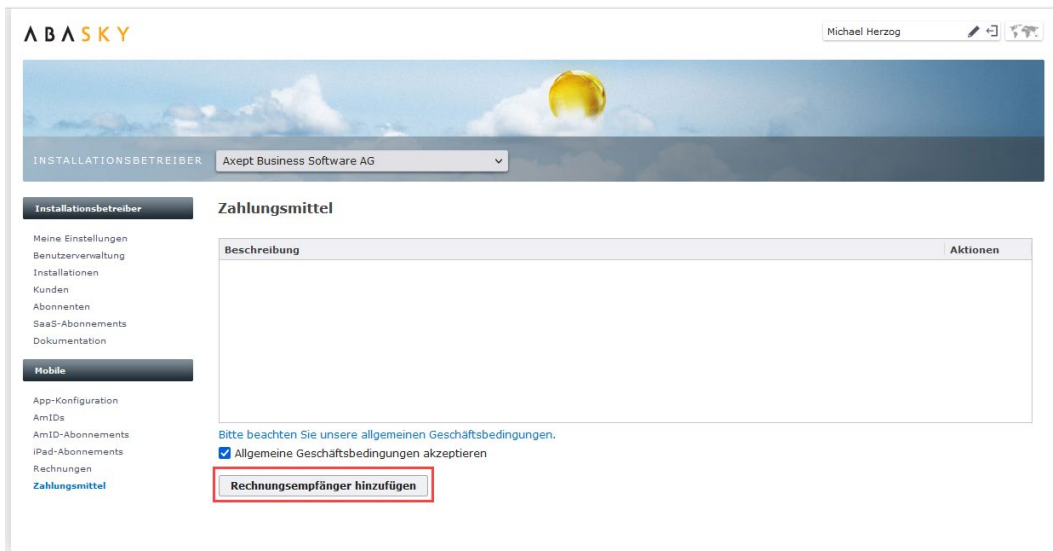 ABASKY
Michael Herzog
INSTALLATIONSBETREIBER
Axept Business Software AG
Installationsbetreiber
Meine Einstellungen
Benutzerverwaltung
Installationen
Kunden
Abonnenten
SaaS-Abonnements
Dokumentation
Mobile
App-Konfiguration
AmIDs
AmID-Abonnements
iPad-Abonnements
Rechnungen
Zahlungsmittel
Zahlungsmittel
Beschreibung Aktionen
Bitte beachten Sie unsere allgemeinen Geschäftsbedingungen.
Allgemeine Geschäftsbedingungen akzeptieren
Rechnungsempfänger hinzufügen